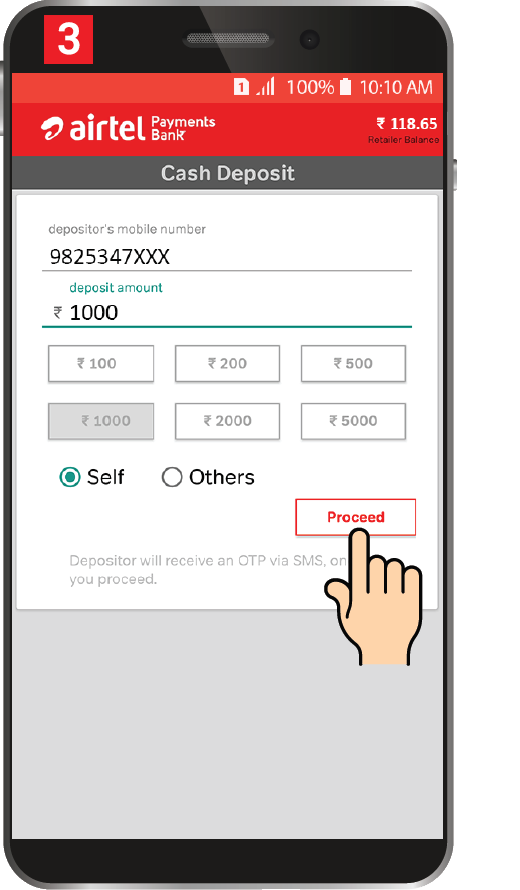 3
1 100% 10:10 AM
airtel Payments Bank
₹ 118.65
Retailer Balance
Cash Deposit
depositor's mobile number
9825347XXX
deposit amount
₹ 1000
₹ 100 ₹ 200 ₹ 500
₹ 1000 ₹ 2000 ₹ 5000
Self Others
Proceed
Depositor will receive an OTP via SMS, on
you proceed.